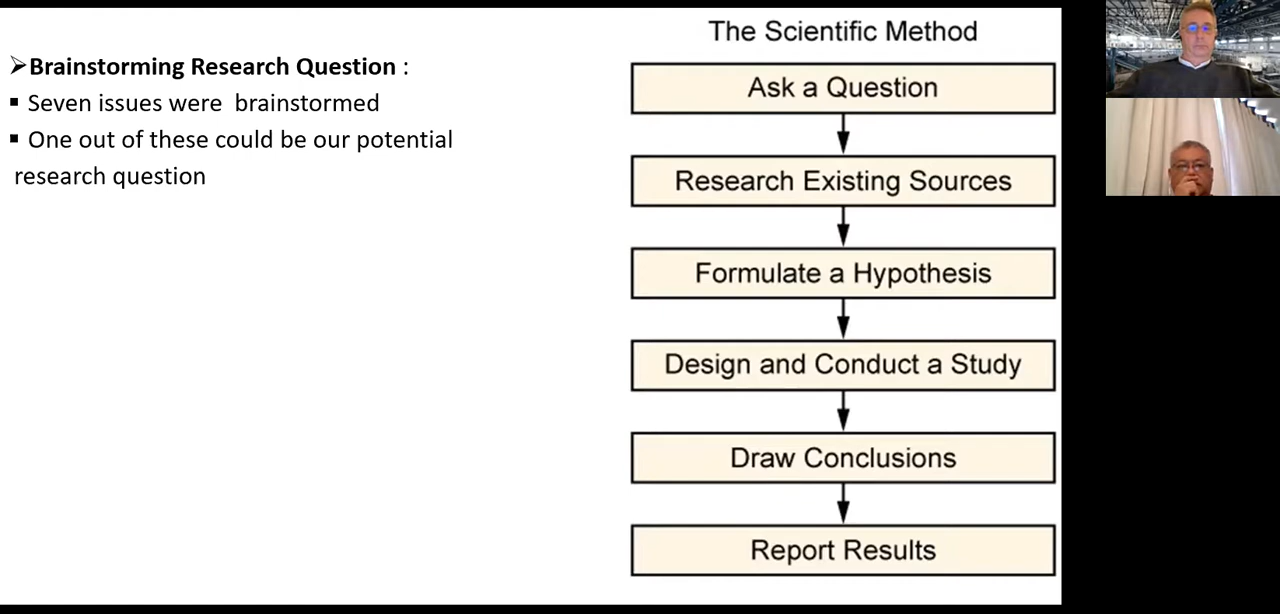 ➢Brainstorming Research Question :
▪ Seven issues were brainstormed
▪ One out of these could be our potential
research question
The Scientific Method
Ask a Question
Research Existing Sources
Formulate a Hypothesis
Design and Conduct a Study
Draw Conclusions
Report Results